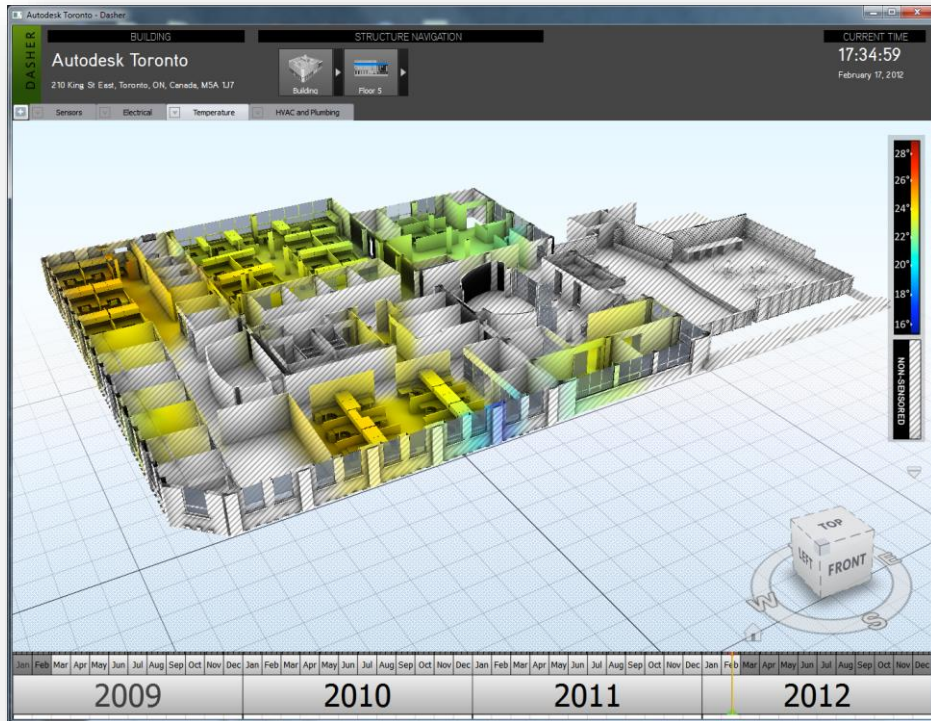 Autodesk Toronto - Dasher
DASHER
BUILDING
Autodesk Toronto
210 King St East, Toronto, ON, Canada, M5A 1J7
STRUCTURE NAVIGATION
Building
Floor 5
CURRENT TIME
17:34:59
February 17, 2012
Sensors
Electrical
Temperature
HVAC and Plumbing
28°
26°
24°
22°
20°
18°
16°
NON-SENSORED
TOP
LEFT
FRONT
W
S
E
Jan Feb Mar Apr May Jun Jul Aug Sep Oct Nov Dec Jan Feb Mar Apr May Jun Jul Aug Sep Oct Nov Dec Jan Feb Mar Apr May Jun Jul Aug Sep Oct Nov Dec Jan Feb Mar Apr May Jun Jul Aug Sep Oct Nov Dec
2009 2010 2011 2012